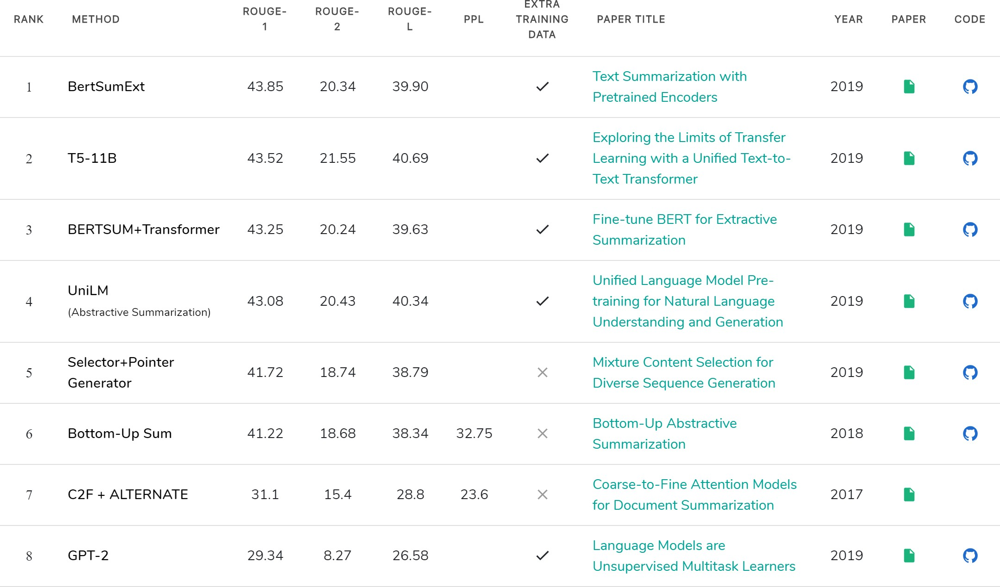 RANK METHOD ROUGE-1 ROUGE-2 ROUGE-L PPL EXTRA TRAINING DATA PAPER TITLE YEAR PAPER CODE
1 BertSumExt 43.85 20.34 39.90 Text Summarization with Pretrained Encoders 2019
2 T5-11B 43.52 21.55 40.69 Exploring the Limits of Transfer Learning with a Unified Text-to-Text Transformer 2019
3 BERTSUM+Transformer 43.25 20.24 39.63 Fine-tune BERT for Extractive Summarization 2019
4 UniLM (Abstractive Summarization) 43.08 20.43 40.34 Unified Language Model Pre-training for Natural Language Understanding and Generation 2019
5 Selector+Pointer Generator 41.72 18.74 38.79 Mixture Content Selection for Diverse Sequence Generation 2019
6 Bottom-Up Sum 41.22 18.68 38.34 32.75 Bottom-Up Abstractive Summarization 2018
7 C2F + ALTERNATE 31.1 15.4 28.8 23.6 Coarse-to-Fine Attention Models for Document Summarization 2017
8 GPT-2 29.34 8.27 26.58 Language Models are Unsupervised Multitask Learners 2019